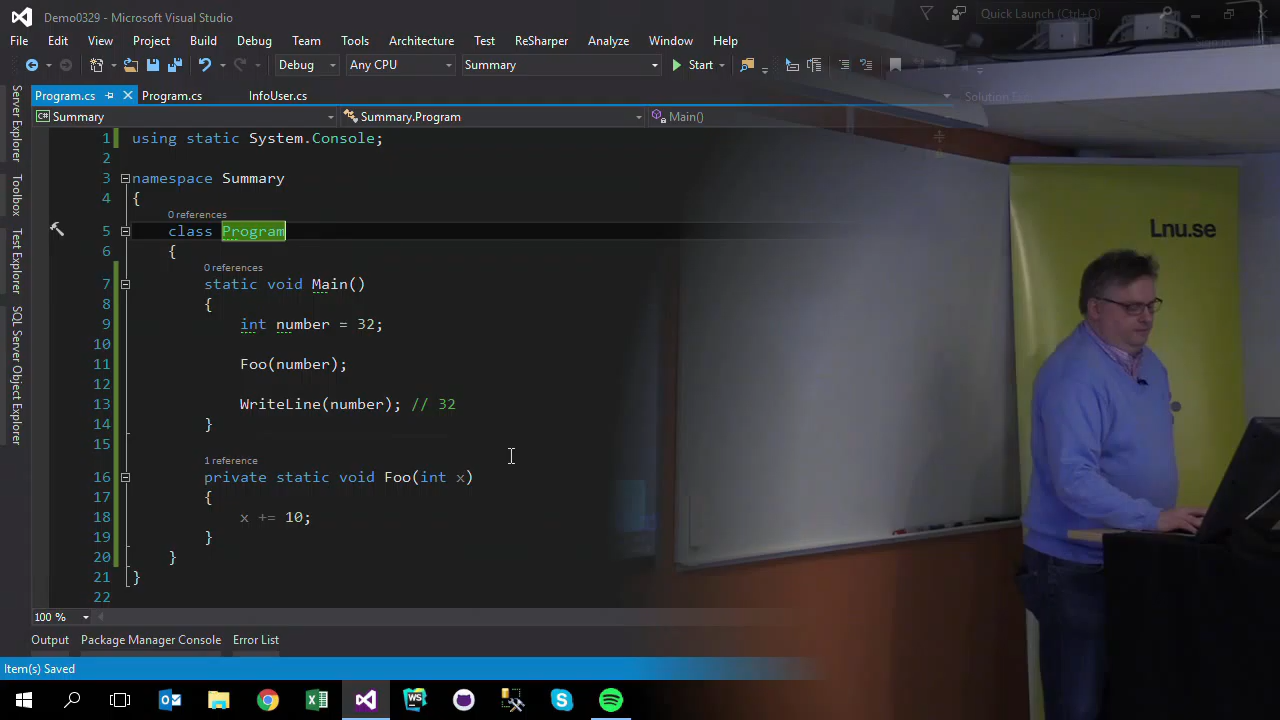 Demo0329 - Microsoft Visual Studio
Quick Launch (Ctrl+Q)
File Edit View Project Build Debug Team Tools Architecture Test ReSharper Analyze Window Help
Debug Any CPU Summary Start
Program.cs Program.cs InfoUser.cs
Solution Ex
Summary Summary.Program Main()
Server Explorer
Toolbox
Test Explorer
SQL Server Object Explorer
1 using static System.Console;
2
3 namespace Summary
4 {
0 references
5 class Program
6 {
0 references
7 static void Main()
8 {
9 int number = 32;
10
11 Foo(number);
12
13 WriteLine(number); // 32
14 }
15
1 reference
16 private static void Foo(int x)
17 {
18 x += 10;
19 }
20 }
21 }
22
100 %
Output Package Manager Console Error List
Item(s) Saved
WS
Lnu.se